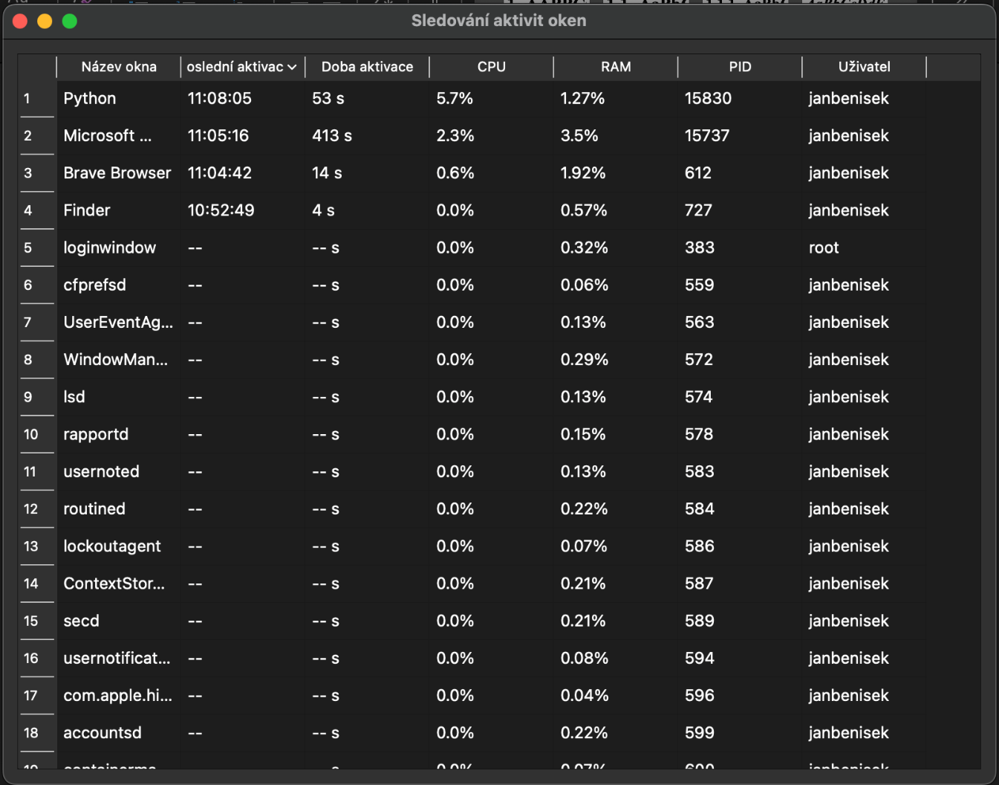 Sledování aktivit oken
Název okna oslední aktivac Doba aktivace CPU RAM PID Uživatel
1 Python 11:08:05 53 s 5.7% 1.27% 15830 janbenisek
2 Microsoft ... 11:05:16 413 s 2.3% 3.5% 15737 janbenisek
3 Brave Browser 11:04:42 14 s 0.6% 1.92% 612 janbenisek
4 Finder 10:52:49 4 s 0.0% 0.57% 727 janbenisek
5 loginwindow -- -- s 0.0% 0.32% 383 root
6 cfprefsd -- -- s 0.0% 0.06% 559 janbenisek
7 UserEventAg... -- -- s 0.0% 0.13% 563 janbenisek
8 WindowMan... -- -- s 0.0% 0.29% 572 janbenisek
9 lsd -- -- s 0.0% 0.13% 574 janbenisek
10 rapportd -- -- s 0.0% 0.15% 578 janbenisek
11 usernoted -- -- s 0.0% 0.13% 583 janbenisek
12 routined -- -- s 0.0% 0.22% 584 janbenisek
13 lockoutagent -- -- s 0.0% 0.07% 586 janbenisek
14 ContextStor... -- -- s 0.0% 0.21% 587 janbenisek
15 secd -- -- s 0.0% 0.21% 589 janbenisek
16 usernotificat... -- -- s 0.0% 0.08% 594 janbenisek
17 com.apple.hi... -- -- s 0.0% 0.04% 596 janbenisek
18 accountsd -- -- s 0.0% 0.22% 599 janbenisek